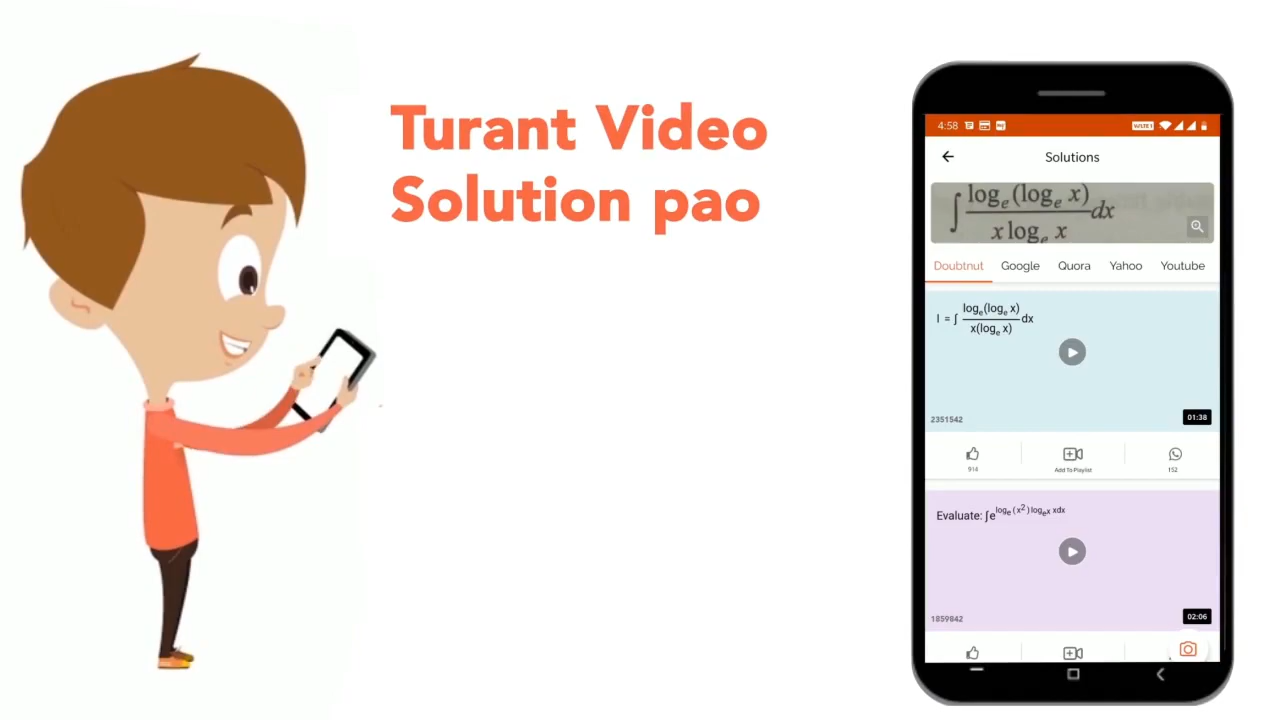 Turant Video
Solution pao
4:58
VoLTE1
Solutions
∫ logₑ(logₑ x) / x logₑ x dx
Doubtnut Google Quora Yahoo Youtube
I = ∫ logₑ(logₑ x) / x(logₑ x) dx
2351542 01:38
914 Add To Playlist 152
Evaluate: ∫e^(logₑ(x²)logₑx xdx)
1859842 02:06